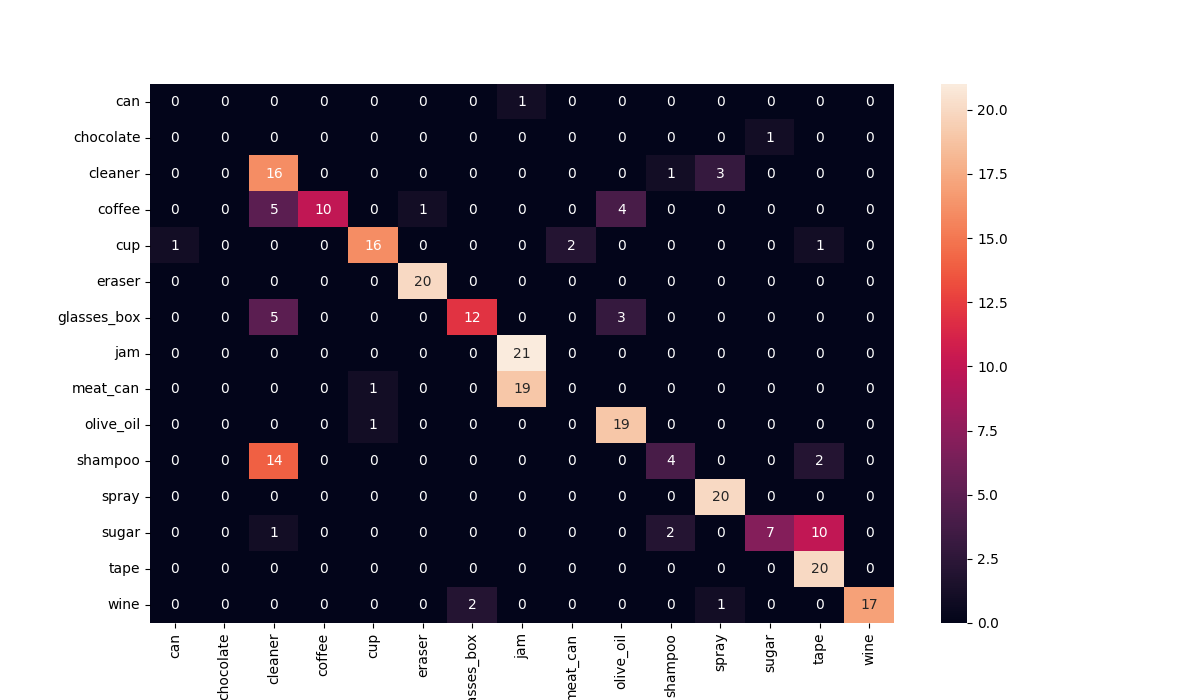 can 0 0 0 0 0 0 0 1 0 0 0 0 0 0 0
chocolate 0 0 0 0 0 0 0 0 0 0 0 0 1 0 0
cleaner 0 0 16 0 0 0 0 0 0 0 1 3 0 0 0
coffee 0 0 5 10 0 1 0 0 0 4 0 0 0 0 0
cup 1 0 0 0 16 0 0 0 2 0 0 0 0 1 0
eraser 0 0 0 0 0 20 0 0 0 0 0 0 0 0 0
glasses_box 0 0 5 0 0 0 12 0 0 3 0 0 0 0 0
jam 0 0 0 0 0 0 0 21 0 0 0 0 0 0 0
meat_can 0 0 0 0 1 0 0 19 0 0 0 0 0 0 0
olive_oil 0 0 0 0 1 0 0 0 0 19 0 0 0 0 0
shampoo 0 0 14 0 0 0 0 0 0 0 4 0 0 2 0
spray 0 0 0 0 0 0 0 0 0 0 0 20 0 0 0
sugar 0 0 1 0 0 0 0 0 0 0 2 0 7 10 0
tape 0 0 0 0 0 0 0 0 0 0 0 0 0 20 0
wine 0 0 0 0 0 0 2 0 0 0 0 1 0 0 17
can chocolate cleaner coffee cup eraser asses_box jam meat_can olive_oil shampoo spray sugar tape wine
20.0
17.5
15.0
12.5
10.0
7.5
5.0
2.5
0.0